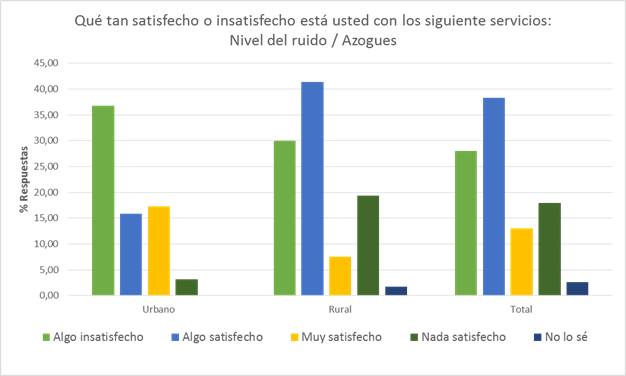 Qué tan satisfecho o insatisfecho está usted con los siguiente servicios:
Nivel del ruido / Azogues
% Respuestas
45,00
40,00
35,00
30,00
25,00
20,00
15,00
10,00
5,00
0,00
Urbano Rural Total
Algo insatisfecho Algo satisfecho Muy satisfecho Nada satisfecho No lo sé